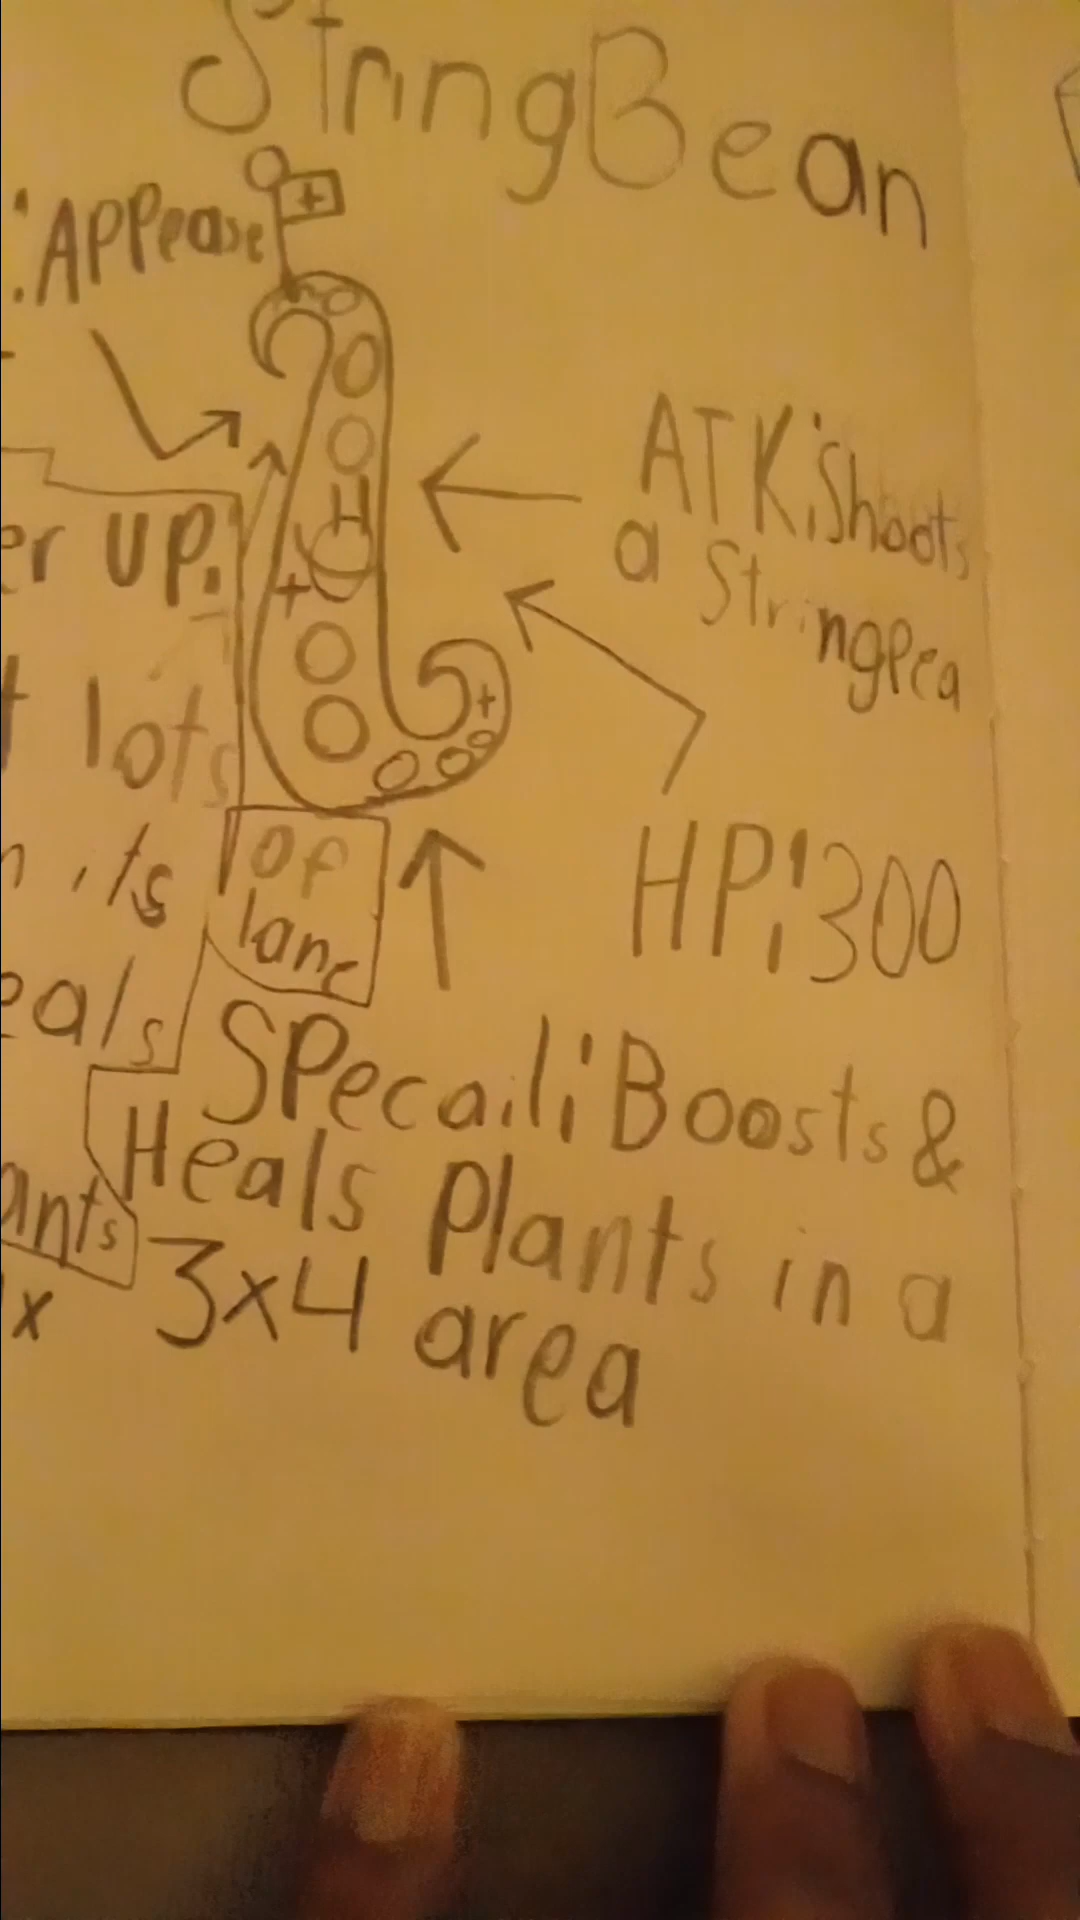 StringBean
+
:Appease
ATK:Shoots
a StringPea
H
er UP:
+
+
lots
of
lane
n its
HP:300
eals
SPecail:Boosts &
Heals Plants in a
ants
3x4 area
x